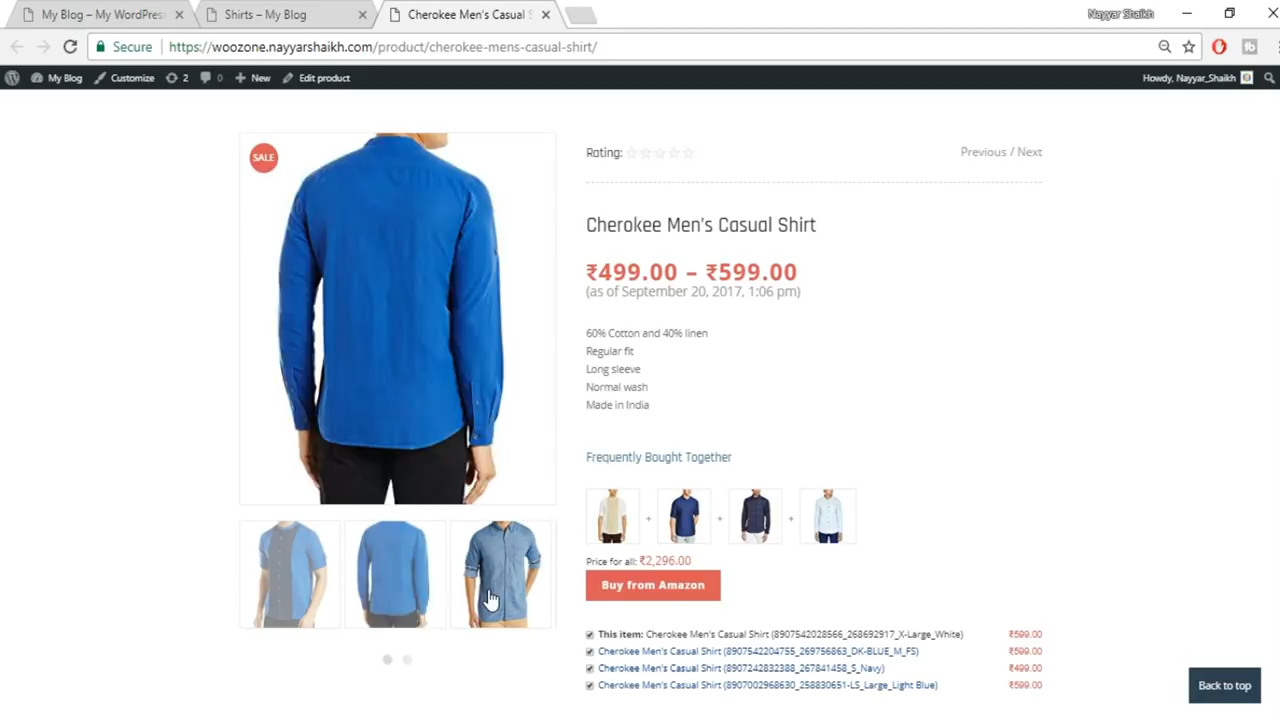 My Blog – My WordPres
Shirts – My Blog
Cherokee Men's Casual S
Nayyar Shaikh
Secure
https://woozone.nayyarshaikh.com/product/cherokee-mens-casual-shirt/
My Blog
Customize
2
0
New
Edit product
Howdy, Nayyar_Shaikh
SALE
Rating:
Previous / Next
Cherokee Men's Casual Shirt
₹499.00 – ₹599.00
(as of September 20, 2017, 1:06 pm)
60% Cotton and 40% linen
Regular fit
Long sleeve
Normal wash
Made in India
Frequently Bought Together
+ + +
Price for all: ₹2,296.00
Buy from Amazon
This item: Cherokee Men's Casual Shirt (8907542028566_268692917_X-Large_White) ₹599.00
Cherokee Men's Casual Shirt (8907542204755_269756863_DK-BLUE_M_FS) ₹599.00
Cherokee Men's Casual Shirt (8907242832388_267841458_S_Navy) ₹499.00
Cherokee Men's Casual Shirt (8907002968630_258830651-LS_Large_Light Blue) ₹599.00
Back to top